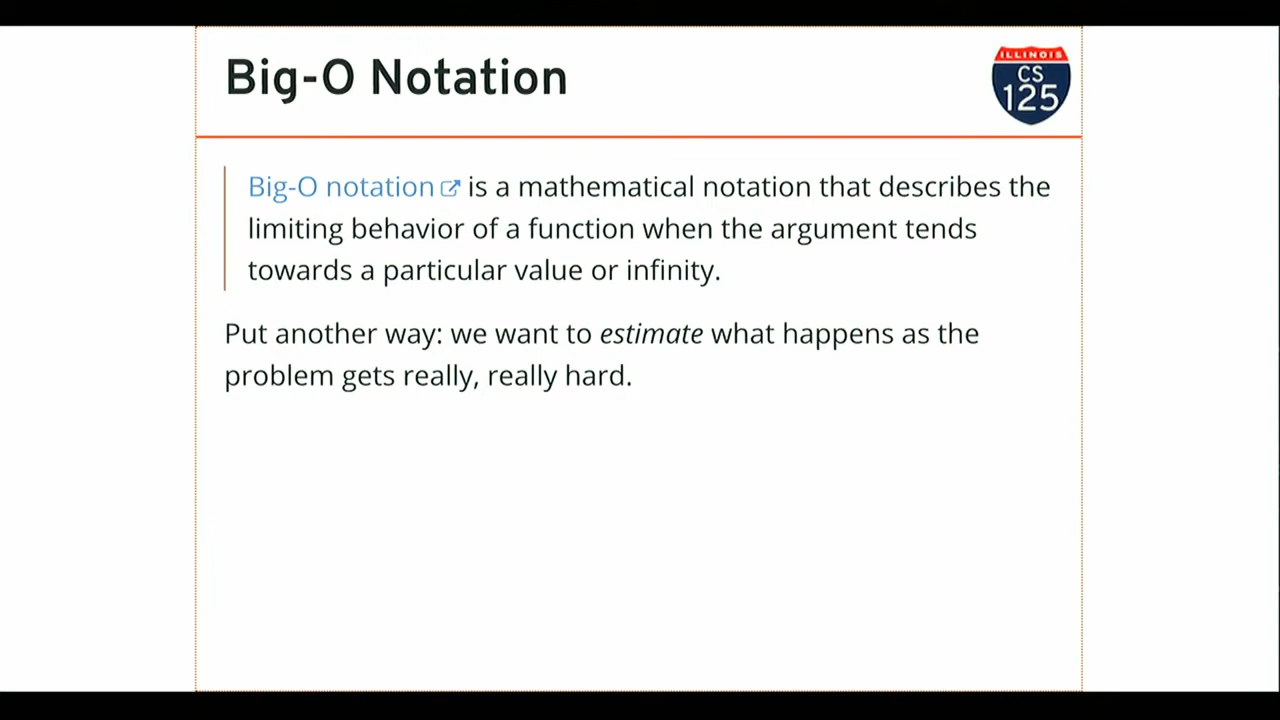 Big-O Notation
ILLINOIS
CS
125
Big-O notation is a mathematical notation that describes the
limiting behavior of a function when the argument tends
towards a particular value or infinity.
Put another way: we want to estimate what happens as the
problem gets really, really hard.